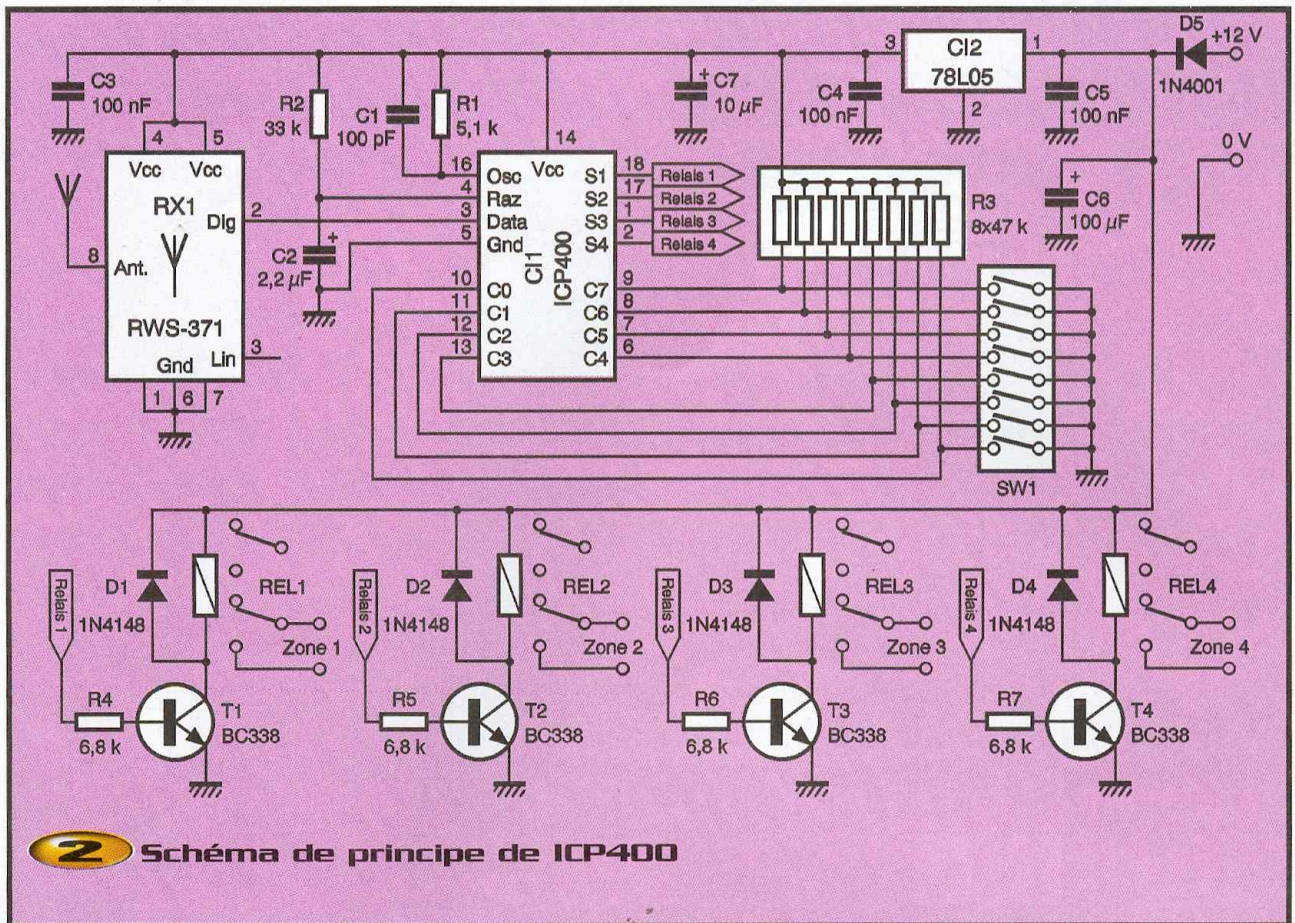 D5
+12 V
1N4001
3
CI2
78L05
1
2
C3
100 nF
R2
33 k
C1
100 pF
R1
5,1 k
C7
+
10 µF
C4
100 nF
C5
100 nF
0 V
C6
+
100 µF
4
5
Vcc
Vcc
RX1
Dig
2
8
Ant.
RWS-371
Lin
3
Gnd
1
6
7
C2
+
2,2 µF
14
Vcc
16
Osc
4
Raz
3
Data
5
Gnd
CI1
ICP400
10
C0
11
C1
12
C2
13
C3
S1
18
Relais 1
S2
17
Relais 2
S3
1
Relais 3
S4
2
Relais 4
C7
9
C6
8
C5
7
C4
6
R3
8x47 k
SW1
Relais 1
D1
1N4148
REL1
Zone 1
R4
6,8 k
T1
BC338
Relais 2
D2
1N4148
REL2
Zone 2
R5
6,8 k
T2
BC338
Relais 3
D3
1N4148
REL3
Zone 3
R6
6,8 k
T3
BC338
Relais 4
D4
1N4148
REL4
Zone 4
R7
6,8 k
T4
BC338
2 Schéma de principe de ICP400